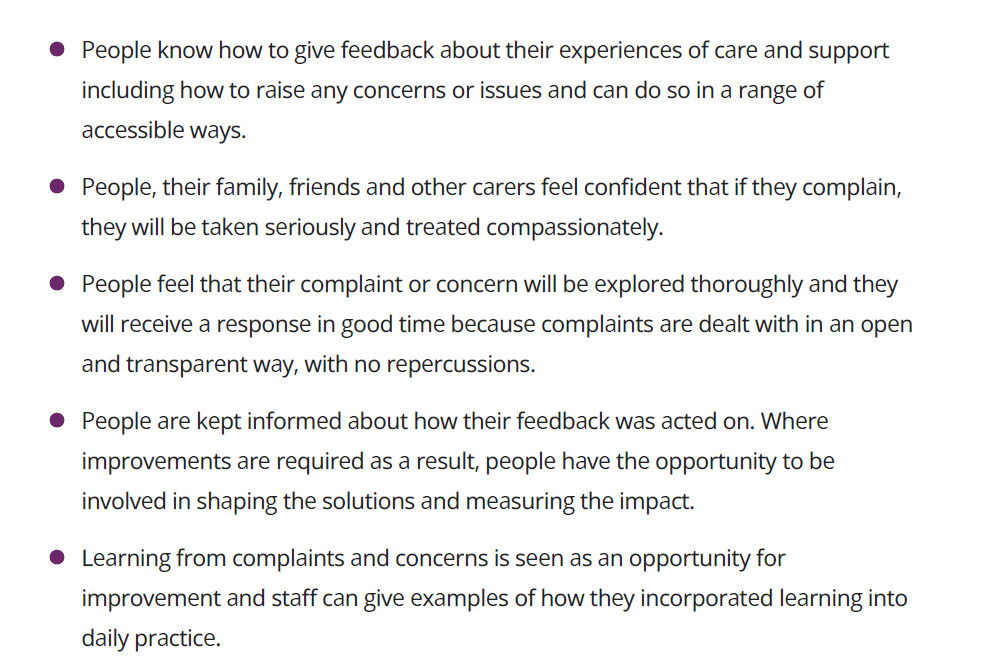 People know how to give feedback about their experiences of care and support
including how to raise any concerns or issues and can do so in a range of
accessible ways.
People, their family, friends and other carers feel confident that if they complain,
they will be taken seriously and treated compassionately.
People feel that their complaint or concern will be explored thoroughly and they
will receive a response in good time because complaints are dealt with in an open
and transparent way, with no repercussions.
People are kept informed about how their feedback was acted on. Where
improvements are required as a result, people have the opportunity to be
involved in shaping the solutions and measuring the impact.
Learning from complaints and concerns is seen as an opportunity for
improvement and staff can give examples of how they incorporated learning into
daily practice.